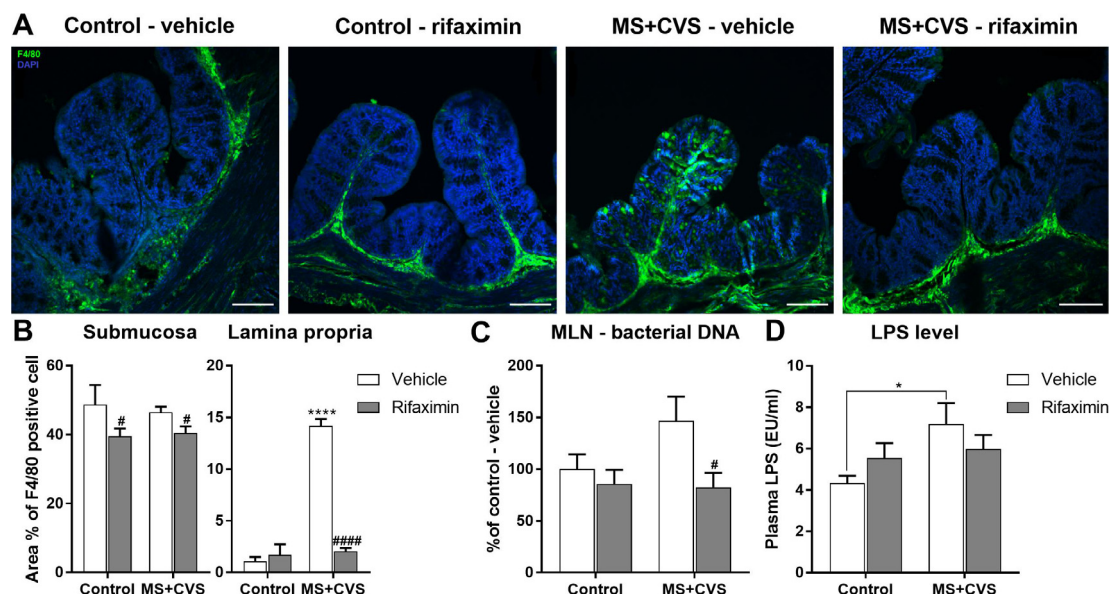 A
Control - vehicle
Control - rifaximin
MS+CVS - vehicle
MS+CVS - rifaximin
F4/80
DAPI
B
Submucosa
Lamina propria
Area % of F4/80 positive cell
60
40
20
0
#
#
Control MS+CVS
20
15
10
5
0
****
####
Control MS+CVS
Vehicle
Rifaximin
C
MLN - bacterial DNA
%of control - vehicle
200
150
100
50
0
#
Control
MS+CVS
D
LPS level
Plasma LPS (EU/ml)
10
8
6
4
2
0
*
Control
MS+CVS
Vehicle
Rifaximin